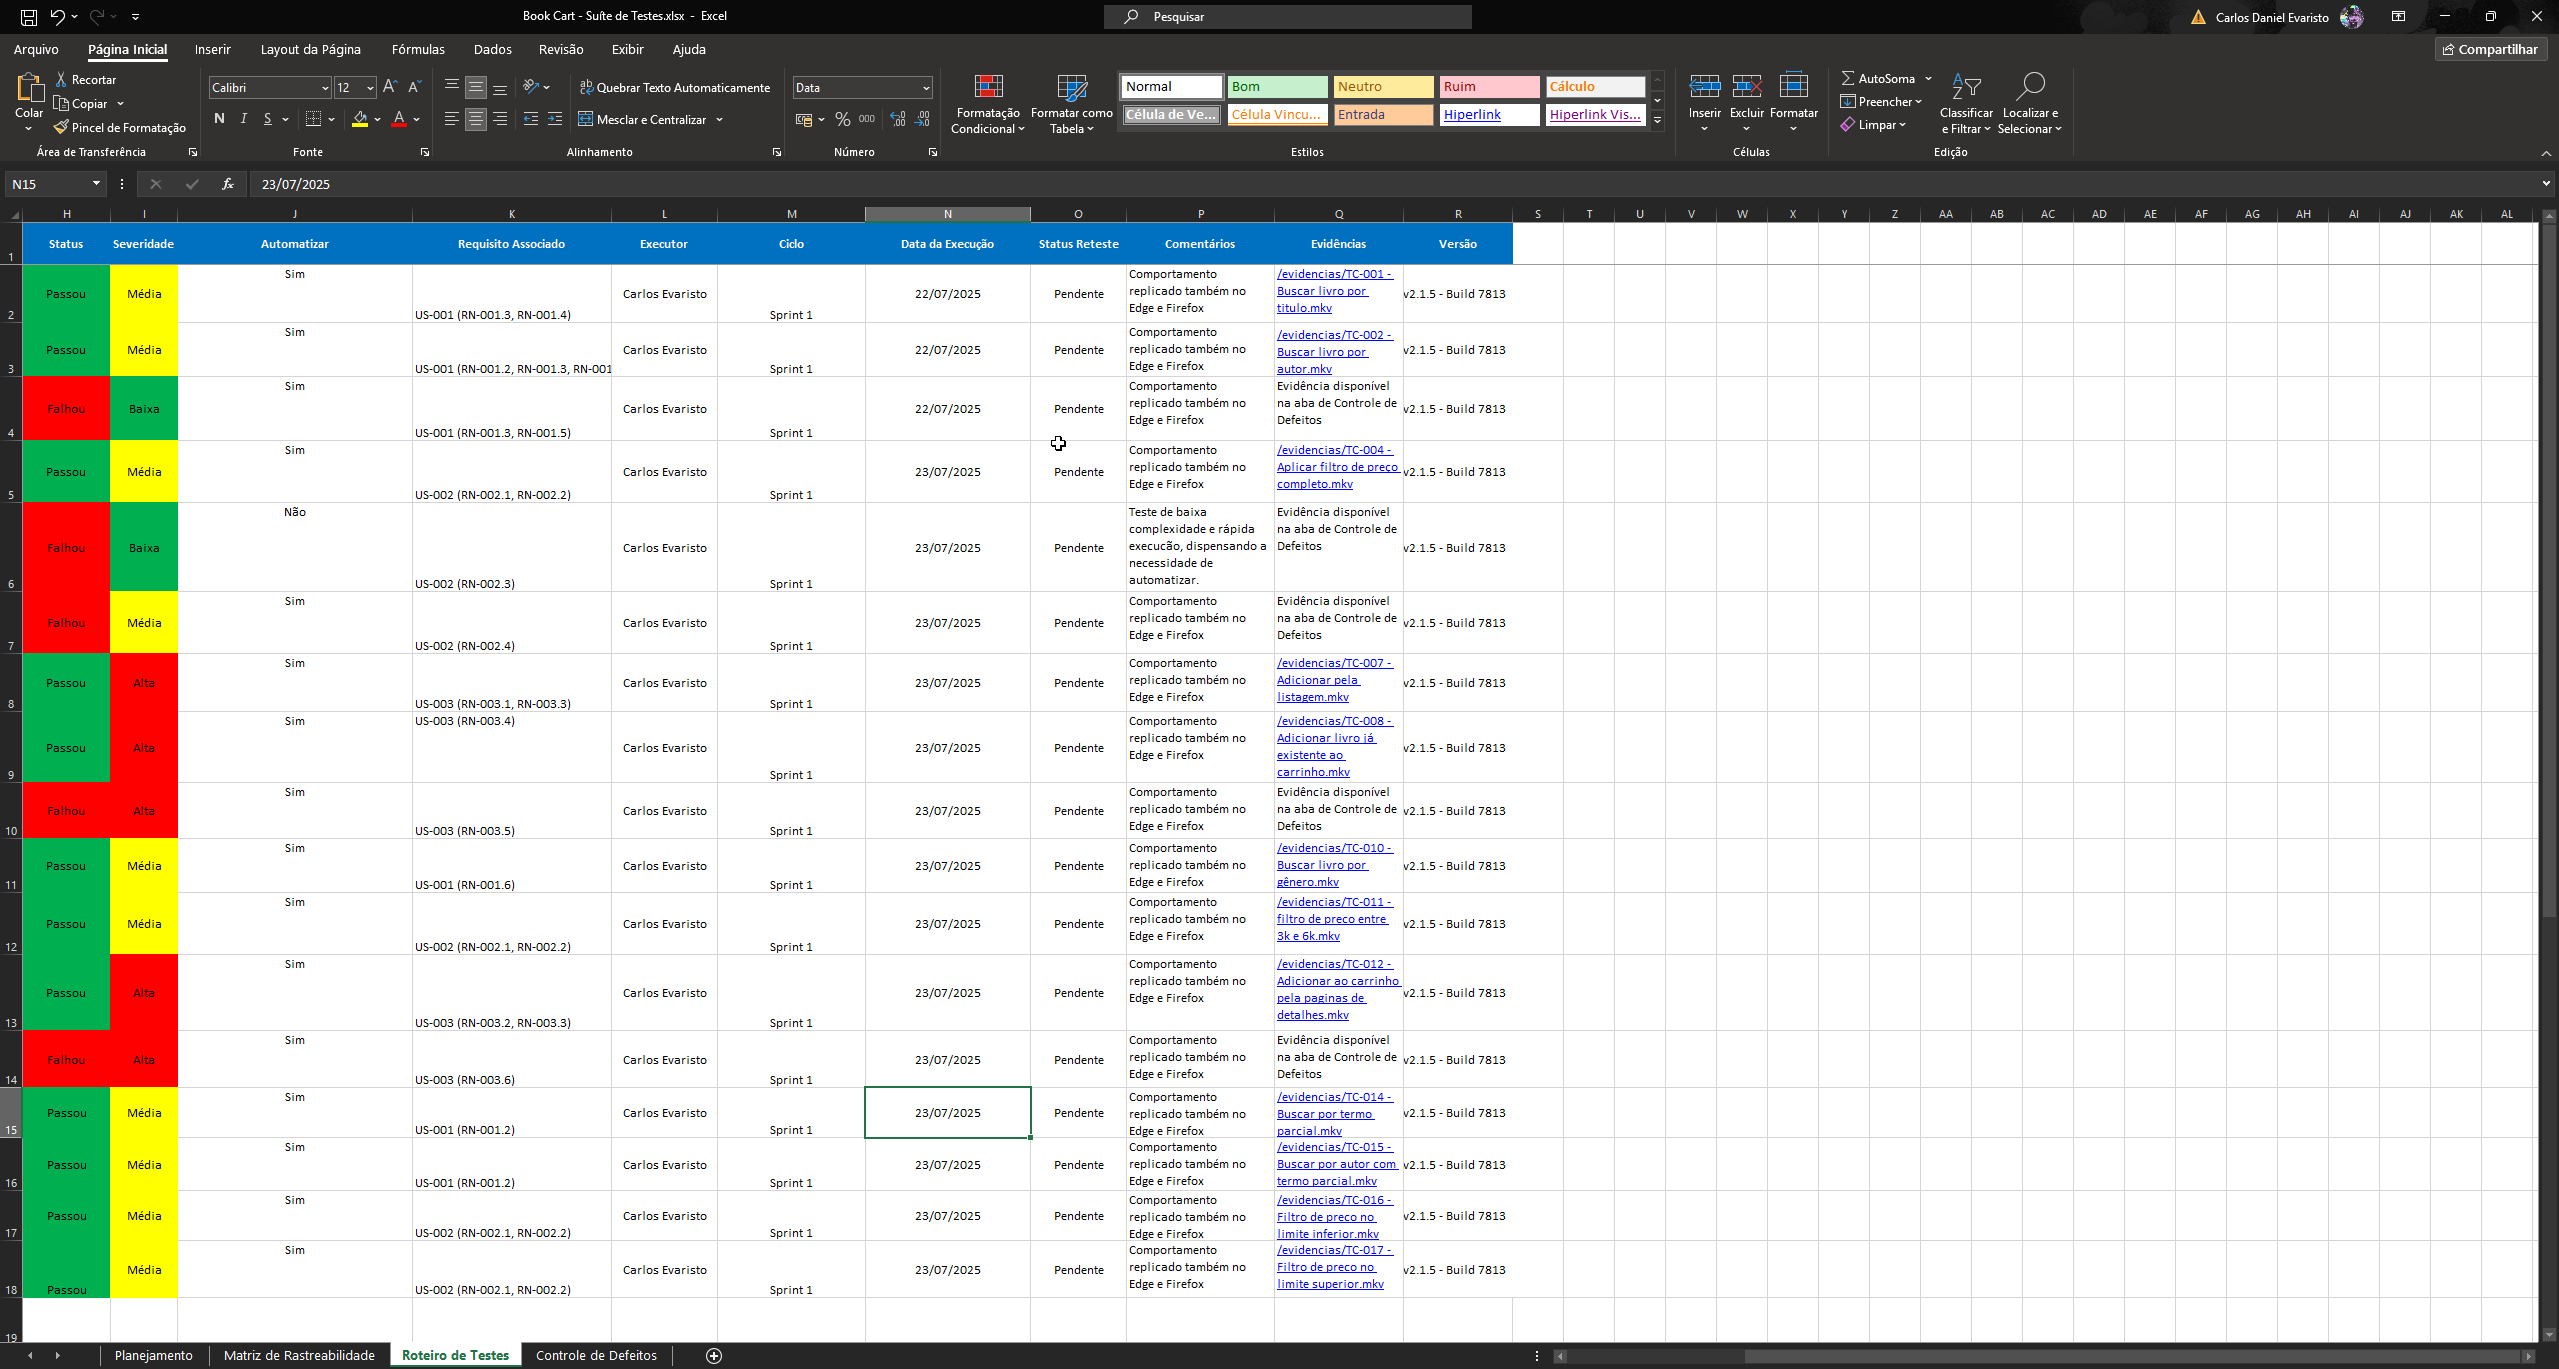 Book Cart - Suíte de Testes.xlsx - Excel
Pesquisar
Carlos Daniel Evaristo
Arquivo Página Inicial Inserir Layout da Página Fórmulas Dados Revisão Exibir Ajuda
Compartilhar
Colar
Recortar
Copiar
Pincel de Formatação
Área de Transferência
Calibri 12
N I S
Fonte
Quebrar Texto Automaticamente
Mesclar e Centralizar
Alinhamento
Data
% 000
Número
Formatação Condicional
Formatar como Tabela
Normal Bom Neutro Ruim Cálculo
Célula de Ve... Célula Vincu... Entrada Hiperlink Hiperlink Vis...
Estilos
Inserir Excluir Formatar
Células
AutoSoma
Preencher
Limpar
Classificar e Filtrar
Localizar e Selecionar
Edição
N15 fx 23/07/2025
H I J K L M N O P Q R S T U V W X Y Z AA AB AC AD AE AF AG AH AI AJ AK AL
1 Status Severidade Automatizar Requisito Associado Executor Ciclo Data da Execução Status Reteste Comentários Evidências Versão
2 Passou Média Sim US-001 (RN-001.3, RN-001.4) Carlos Evaristo Sprint 1 22/07/2025 Pendente Comportamento replicado também no Edge e Firefox /evidencias/TC-001 - Buscar livro por titulo.mkv v2.1.5 - Build 7813
3 Passou Média Sim US-001 (RN-001.2, RN-001.3, RN-001 Carlos Evaristo Sprint 1 22/07/2025 Pendente Comportamento replicado também no Edge e Firefox /evidencias/TC-002 - Buscar livro por autor.mkv v2.1.5 - Build 7813
4 Falhou Baixa Sim US-001 (RN-001.3, RN-001.5) Carlos Evaristo Sprint 1 22/07/2025 Pendente Comportamento replicado também no Edge e Firefox Evidência disponível na aba de Controle de Defeitos v2.1.5 - Build 7813
5 Passou Média Sim US-002 (RN-002.1, RN-002.2) Carlos Evaristo Sprint 1 23/07/2025 Pendente Comportamento replicado também no Edge e Firefox /evidencias/TC-004 - Aplicar filtro de preço completo.mkv v2.1.5 - Build 7813
6 Falhou Baixa Não US-002 (RN-002.3) Carlos Evaristo Sprint 1 23/07/2025 Pendente Teste de baixa complexidade e rápida execucão, dispensando a necessidade de automatizar. Evidência disponível na aba de Controle de Defeitos v2.1.5 - Build 7813
7 Falhou Média Sim US-002 (RN-002.4) Carlos Evaristo Sprint 1 23/07/2025 Pendente Comportamento replicado também no Edge e Firefox Evidência disponível na aba de Controle de Defeitos v2.1.5 - Build 7813
8 Passou Alta Sim US-003 (RN-003.1, RN-003.3) Carlos Evaristo Sprint 1 23/07/2025 Pendente Comportamento replicado também no Edge e Firefox /evidencias/TC-007 - Adicionar pela listagem.mkv v2.1.5 - Build 7813
9 Passou Alta Sim US-003 (RN-003.4) Carlos Evaristo Sprint 1 23/07/2025 Pendente Comportamento replicado também no Edge e Firefox /evidencias/TC-008 - Adicionar livro já existente ao carrinho.mkv v2.1.5 - Build 7813
10 Falhou Alta Sim US-003 (RN-003.5) Carlos Evaristo Sprint 1 23/07/2025 Pendente Comportamento replicado também no Edge e Firefox Evidência disponível na aba de Controle de Defeitos v2.1.5 - Build 7813
11 Passou Média Sim US-001 (RN-001.6) Carlos Evaristo Sprint 1 23/07/2025 Pendente Comportamento replicado também no Edge e Firefox /evidencias/TC-010 - Buscar livro por gênero.mkv v2.1.5 - Build 7813
12 Passou Média Sim US-002 (RN-002.1, RN-002.2) Carlos Evaristo Sprint 1 23/07/2025 Pendente Comportamento replicado também no Edge e Firefox /evidencias/TC-011 - filtro de preco entre 3k e 6k.mkv v2.1.5 - Build 7813
13 Passou Alta Sim US-003 (RN-003.2, RN-003.3) Carlos Evaristo Sprint 1 23/07/2025 Pendente Comportamento replicado também no Edge e Firefox /evidencias/TC-012 - Adicionar ao carrinho pela paginas de detalhes.mkv v2.1.5 - Build 7813
14 Falhou Alta Sim US-003 (RN-003.6) Carlos Evaristo Sprint 1 23/07/2025 Pendente Comportamento replicado também no Edge e Firefox Evidência disponível na aba de Controle de Defeitos v2.1.5 - Build 7813
15 Passou Média Sim US-001 (RN-001.2) Carlos Evaristo Sprint 1 23/07/2025 Pendente Comportamento replicado também no Edge e Firefox /evidencias/TC-014 - Buscar por termo parcial.mkv v2.1.5 - Build 7813
16 Passou Média Sim US-001 (RN-001.2) Carlos Evaristo Sprint 1 23/07/2025 Pendente Comportamento replicado também no Edge e Firefox /evidencias/TC-015 - Buscar por autor com termo parcial.mkv v2.1.5 - Build 7813
17 Passou Média Sim US-002 (RN-002.1, RN-002.2) Carlos Evaristo Sprint 1 23/07/2025 Pendente Comportamento replicado também no Edge e Firefox /evidencias/TC-016 - Filtro de preco no limite inferior.mkv v2.1.5 - Build 7813
18 Passou Média Sim US-002 (RN-002.1, RN-002.2) Carlos Evaristo Sprint 1 23/07/2025 Pendente Comportamento replicado também no Edge e Firefox /evidencias/TC-017 - Filtro de preco no limite superior.mkv v2.1.5 - Build 7813
19
Planejamento Matriz de Rastreabilidade Roteiro de Testes Controle de Defeitos